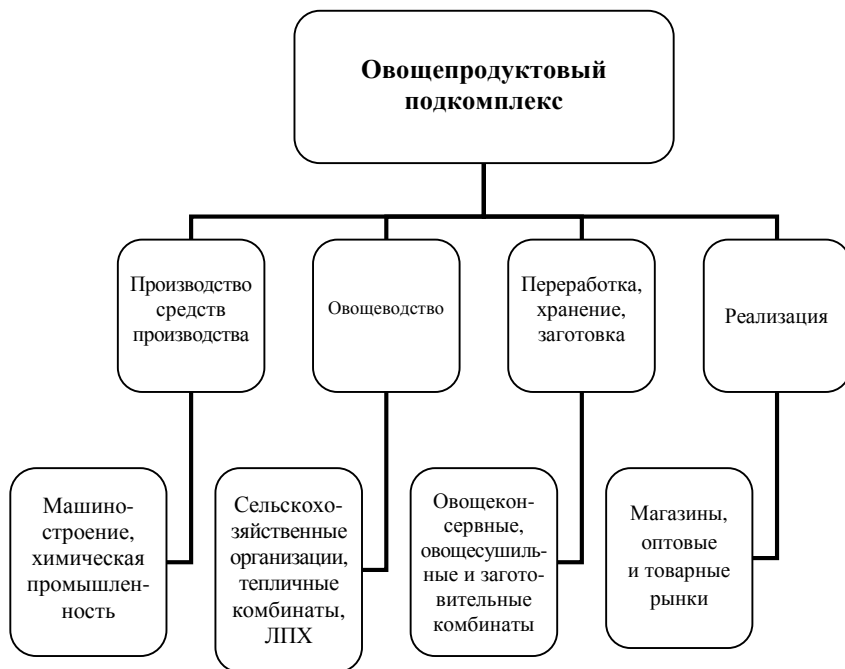 Овощепродуктовый
подкомплекс
Производство
средств
производства
Овощеводство
Переработка,
хранение,
заготовка
Реализация
Машино-
строение,
химическая
промышлен-
ность
Сельскохо-
зяйственные
организации,
тепличные
комбинаты,
ЛПХ
Овощекон-
сервные,
овощесушиль-
ные и загото-
вительные
комбинаты
Магазины,
оптовые
и товарные
рынки